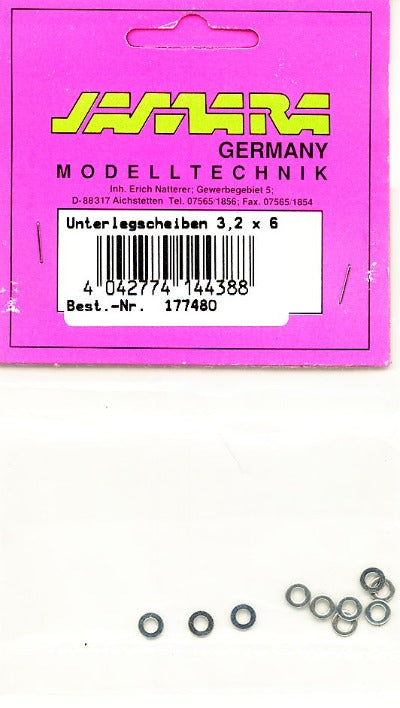 JAMARA
GERMANY
MODELLTECHNIK
Inh. Erich Natterer; Gewerbegebiet 5;
D-88317 Aichstetten Tel. 07565/1856; Fax. 07565/1854
Unterlegscheiben 3,2 x 6
4 042774 144388
Best.-Nr. 177480